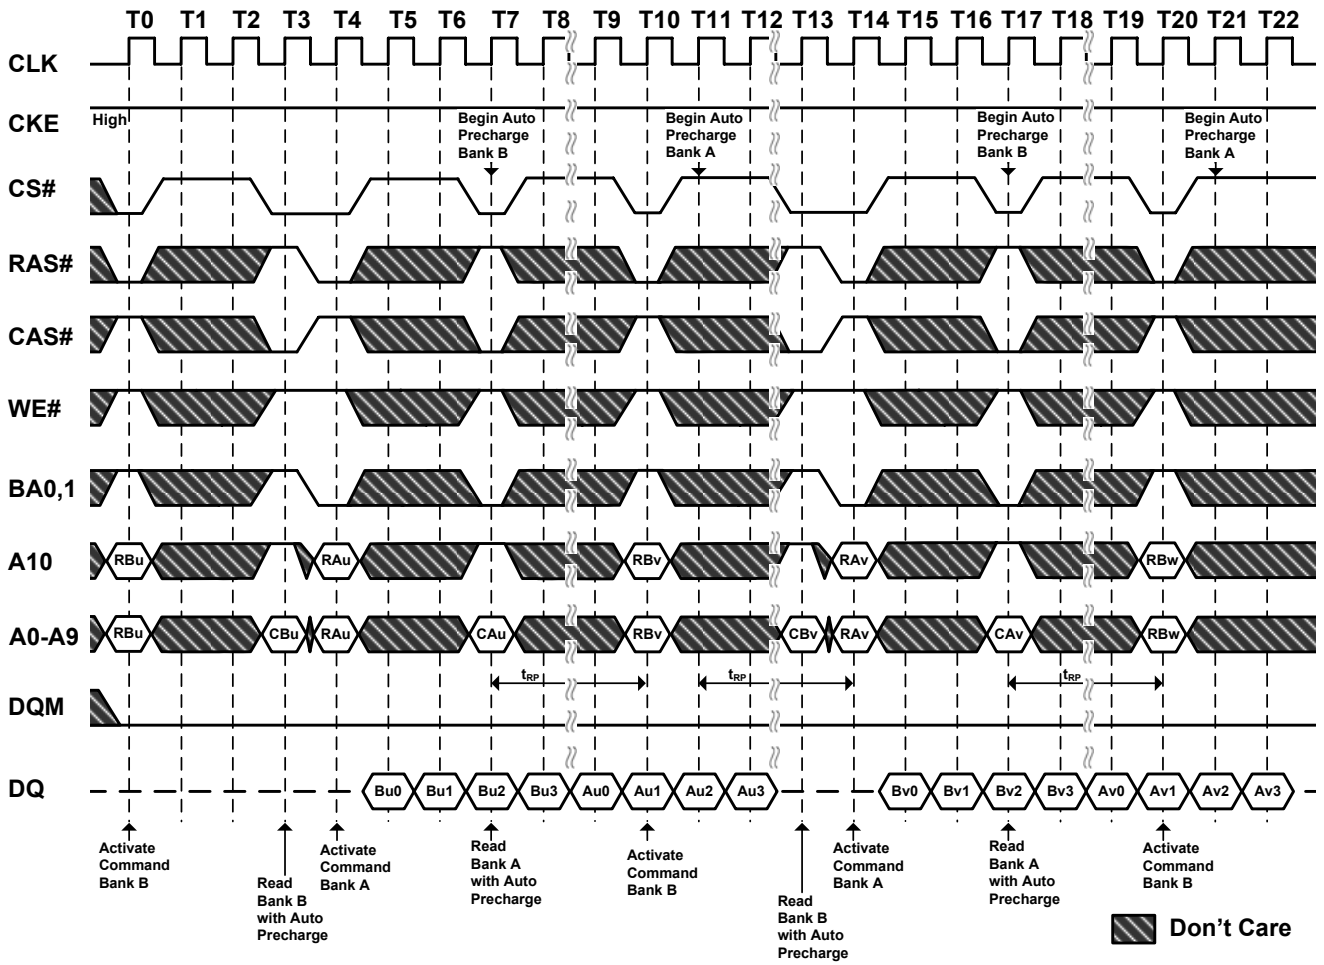 T0 T1 T2 T3 T4 T5 T6 T7 T8 T9 T10 T11 T12 T13 T14 T15 T16 T17 T18 T19 T20 T21 T22
CLK
CKE
High
Begin Auto
Precharge
Bank B
Begin Auto
Precharge
Bank A
Begin Auto
Precharge
Bank B
Begin Auto
Precharge
Bank A
CS#
RAS#
CAS#
WE#
BA0,1
A10
RBu RAu RBv RAv RBw
A0-A9
RBu CBu RAu CAu RBv CBv RAv CAv RBw
tRP tRP tRP
DQM
DQ
Bu0 Bu1 Bu2 Bu3 Au0 Au1 Au2 Au3 Bv0 Bv1 Bv2 Bv3 Av0 Av1 Av2 Av3
Activate
Command
Bank B
Read
Bank B
with Auto
Precharge
Activate
Command
Bank A
Read
Bank A
with Auto
Precharge
Activate
Command
Bank B
Read
Bank B
with Auto
Precharge
Activate
Command
Bank A
Read
Bank A
with Auto
Precharge
Activate
Command
Bank B
Don't Care